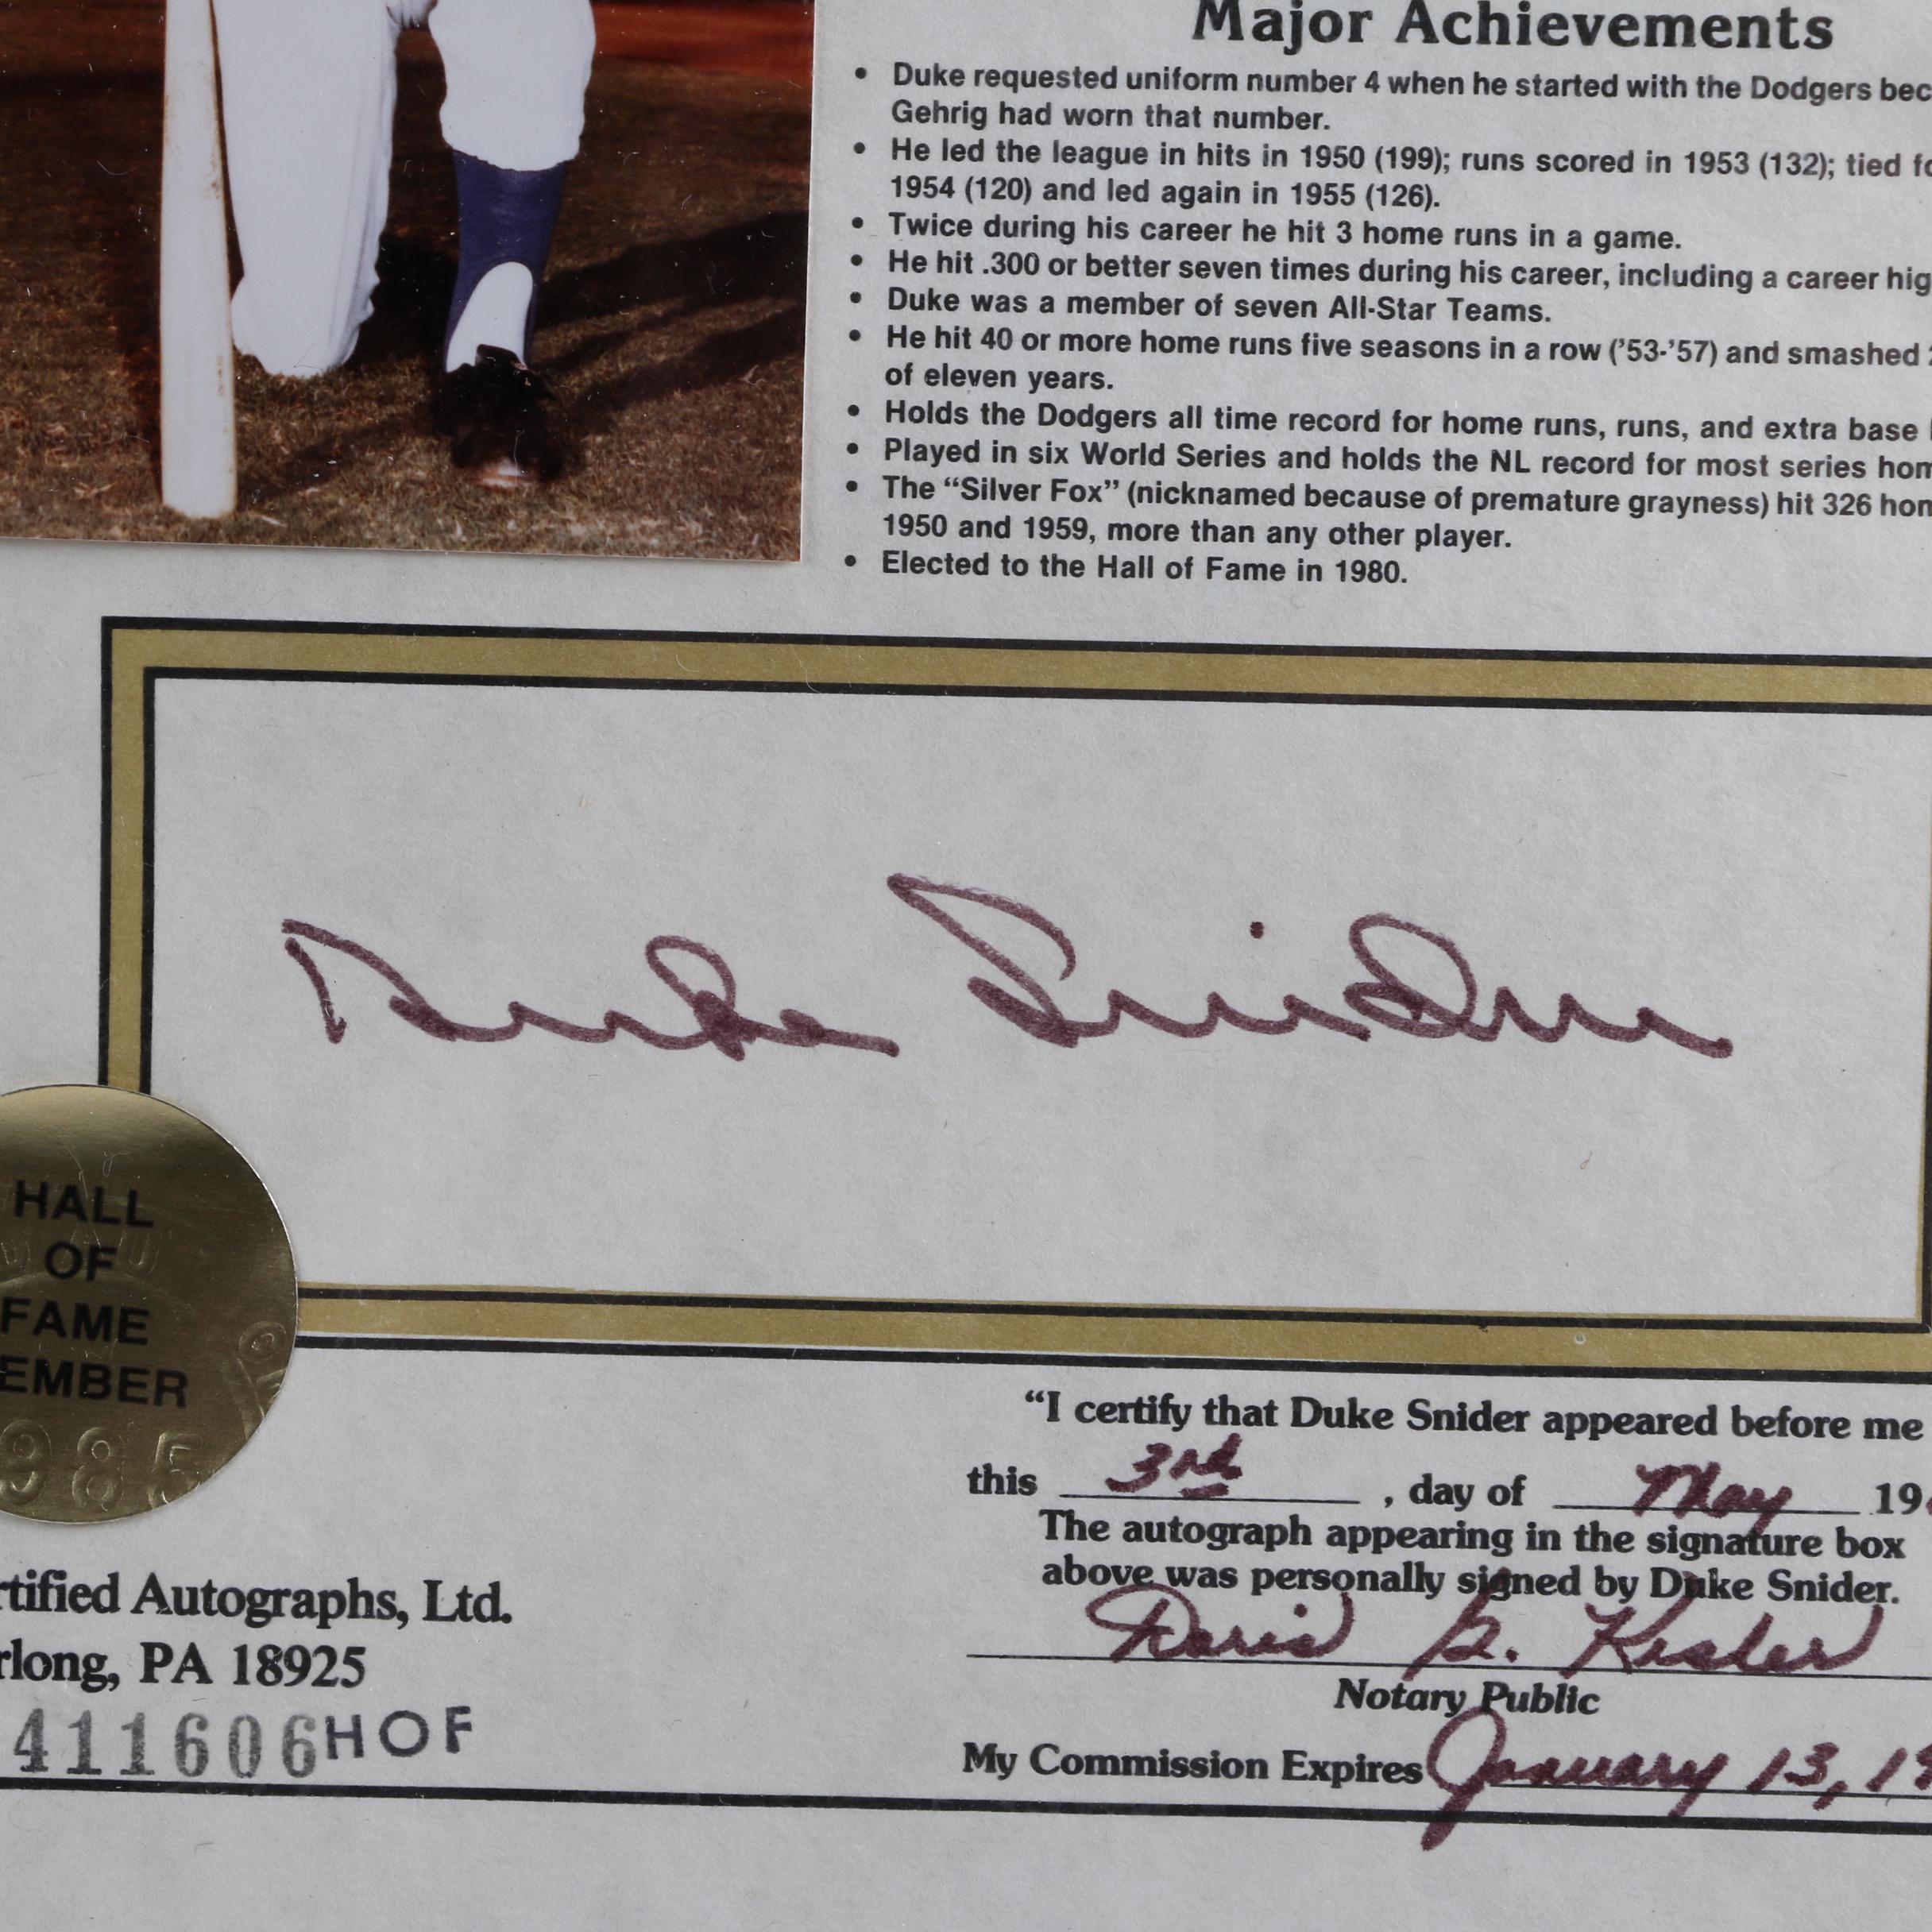 Major Achievements
• Duke requested uniform number 4 when he started with the Dodgers bec
Gehrig had worn that number.
• He led the league in hits in 1950 (199); runs scored in 1953 (132); tied fo
1954 (120) and led again in 1955 (126).
• Twice during his career he hit 3 home runs in a game.
• He hit .300 or better seven times during his career, including a career hig
• Duke was a member of seven All-Star Teams.
• He hit 40 or more home runs five seasons in a row ('53-'57) and smashed
of eleven years.
• Holds the Dodgers all time record for home runs, runs, and extra base
• Played in six World Series and holds the NL record for most series hom
• The “Silver Fox” (nicknamed because of premature grayness) hit 326 hom
1950 and 1959, more than any other player.
• Elected to the Hall of Fame in 1980.
Duke Snider
HALL
OF
FAME
EMBER
985
“I certify that Duke Snider appeared before me
this 3rd , day of May 19
The autograph appearing in the signature box
above was personally signed by Duke Snider.
Doris G. Kesler
Notary Public
My Commission Expires January 13, 19
rtified Autographs, Ltd.
rlong, PA 18925
411606HOF